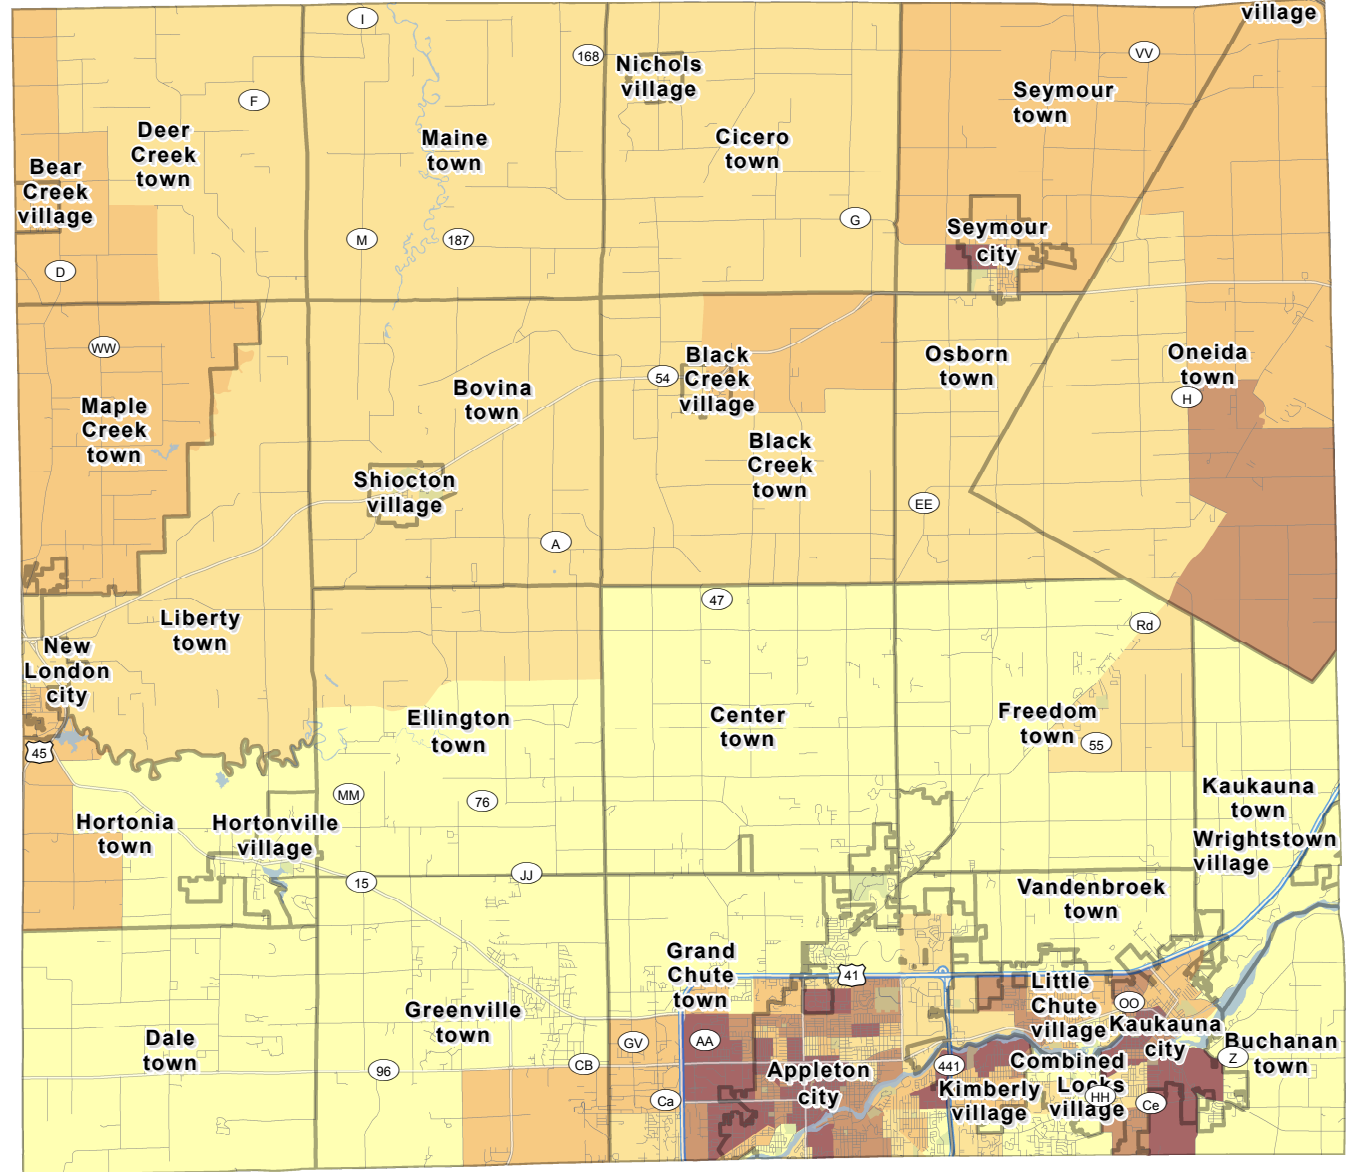 village
I
168
VV
Nichols
village
Seymour
town
F
Deer
Creek
town
Maine
town
Cicero
town
Bear
Creek
village
G
M
187
Seymour
city
D
WW
Black
Creek
village
54
Osborn
town
Oneida
town
H
Bovina
town
Maple
Creek
town
Black
Creek
town
Shiocton
village
EE
A
47
Liberty
town
Rd
New
London
city
45
Ellington
town
Center
town
Freedom
town
55
Kaukauna
town
MM
76
Hortonia
town
Hortonville
village
Wrightstown
village
15
JJ
Vandenbroek
town
Grand
Chute
town
41
Little
Chute
village
OO
Greenville
town
Kaukauna
city
Dale
town
GV
AA
Buchanan
town
Z
96
CB
Appleton
city
441
Combined
Locks
village
Kimberly
village
HH
Ca
Ce